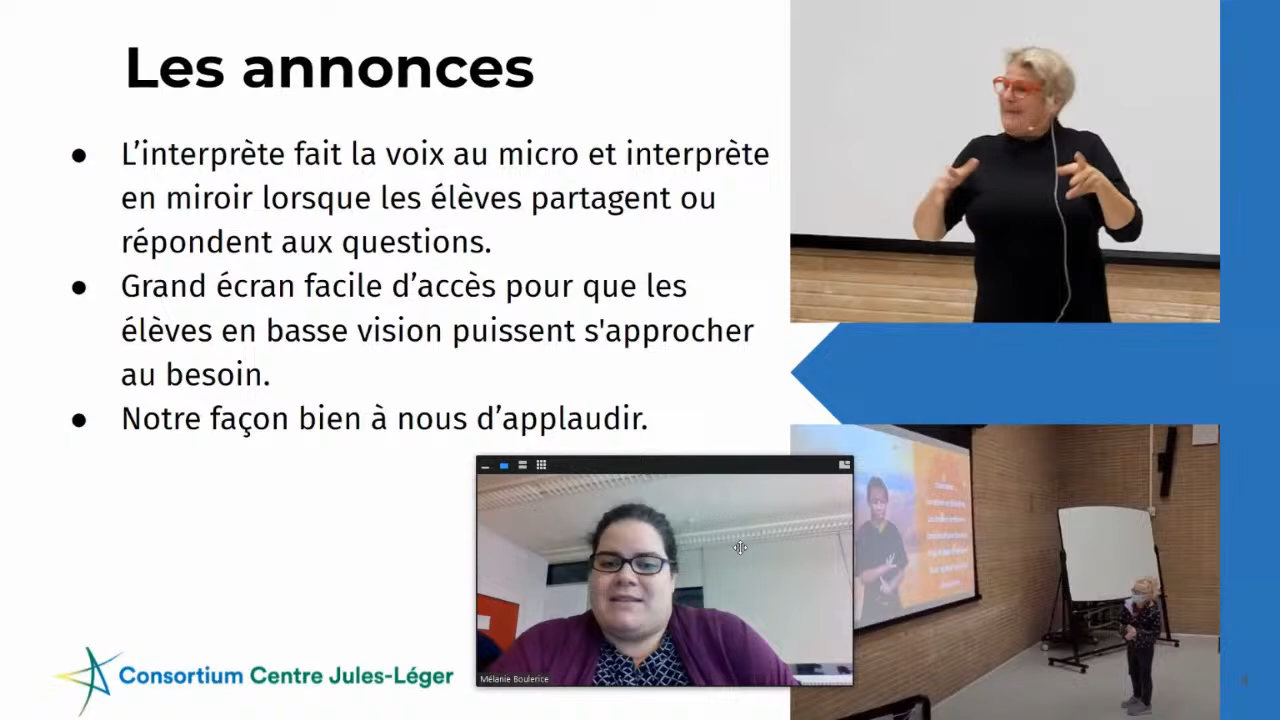 Les annonces
● L’interprète fait la voix au micro et interprète
en miroir lorsque les élèves partagent ou
répondent aux questions.
● Grand écran facile d’accès pour que les
élèves en basse vision puissent s'approcher
au besoin.
● Notre façon bien à nous d’applaudir.
Mélanie Boulerice
Consortium Centre Jules-Léger